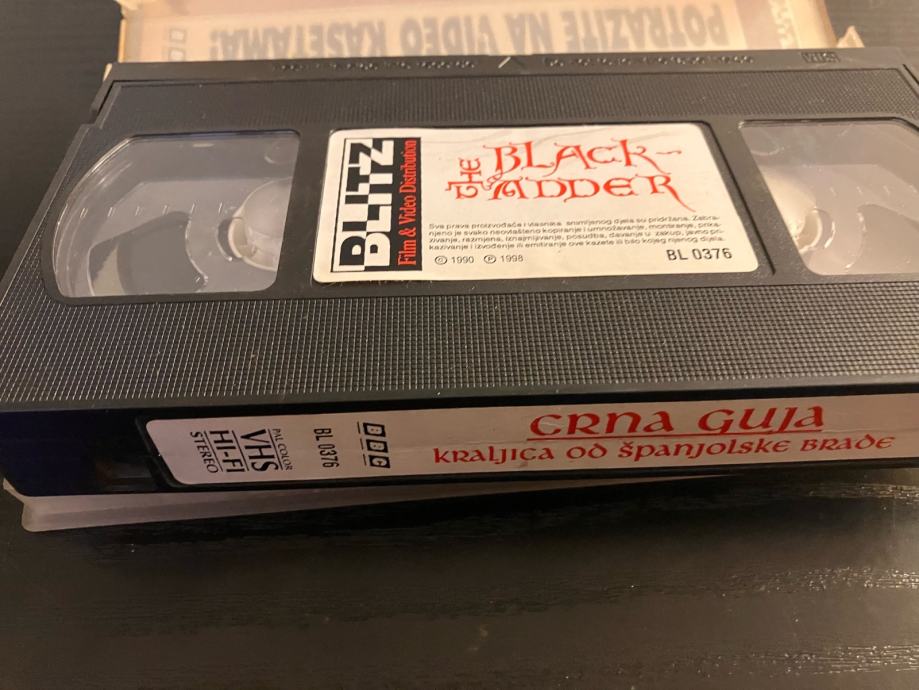 POTRAŽITE NA VIDEO KASETAMA!
VHS
BLITZ
Film & Video Distribution
THE BLACK-
ADDER
Sva prava proizvođača i vlasnika snimljenog djela su pridržana. Zabra-
njeno je svako neovlašteno kopiranje i umnožavanje, montiranje, prika-
zivanje, razmjena, iznajmljivanje, posudba, davanje u zakup, javno pri-
kazivanje i izvođenje ili emitiranje ove kazete ili bilo kojeg njenog dijela.
© 1990 ℗ 1998
BL 0376
PAL COLOR
VHS
HI-FI
STEREO
BL 0376
BBC
CRNA GUJA
KRALJICA OD ŠPANJOLSKE BRADE